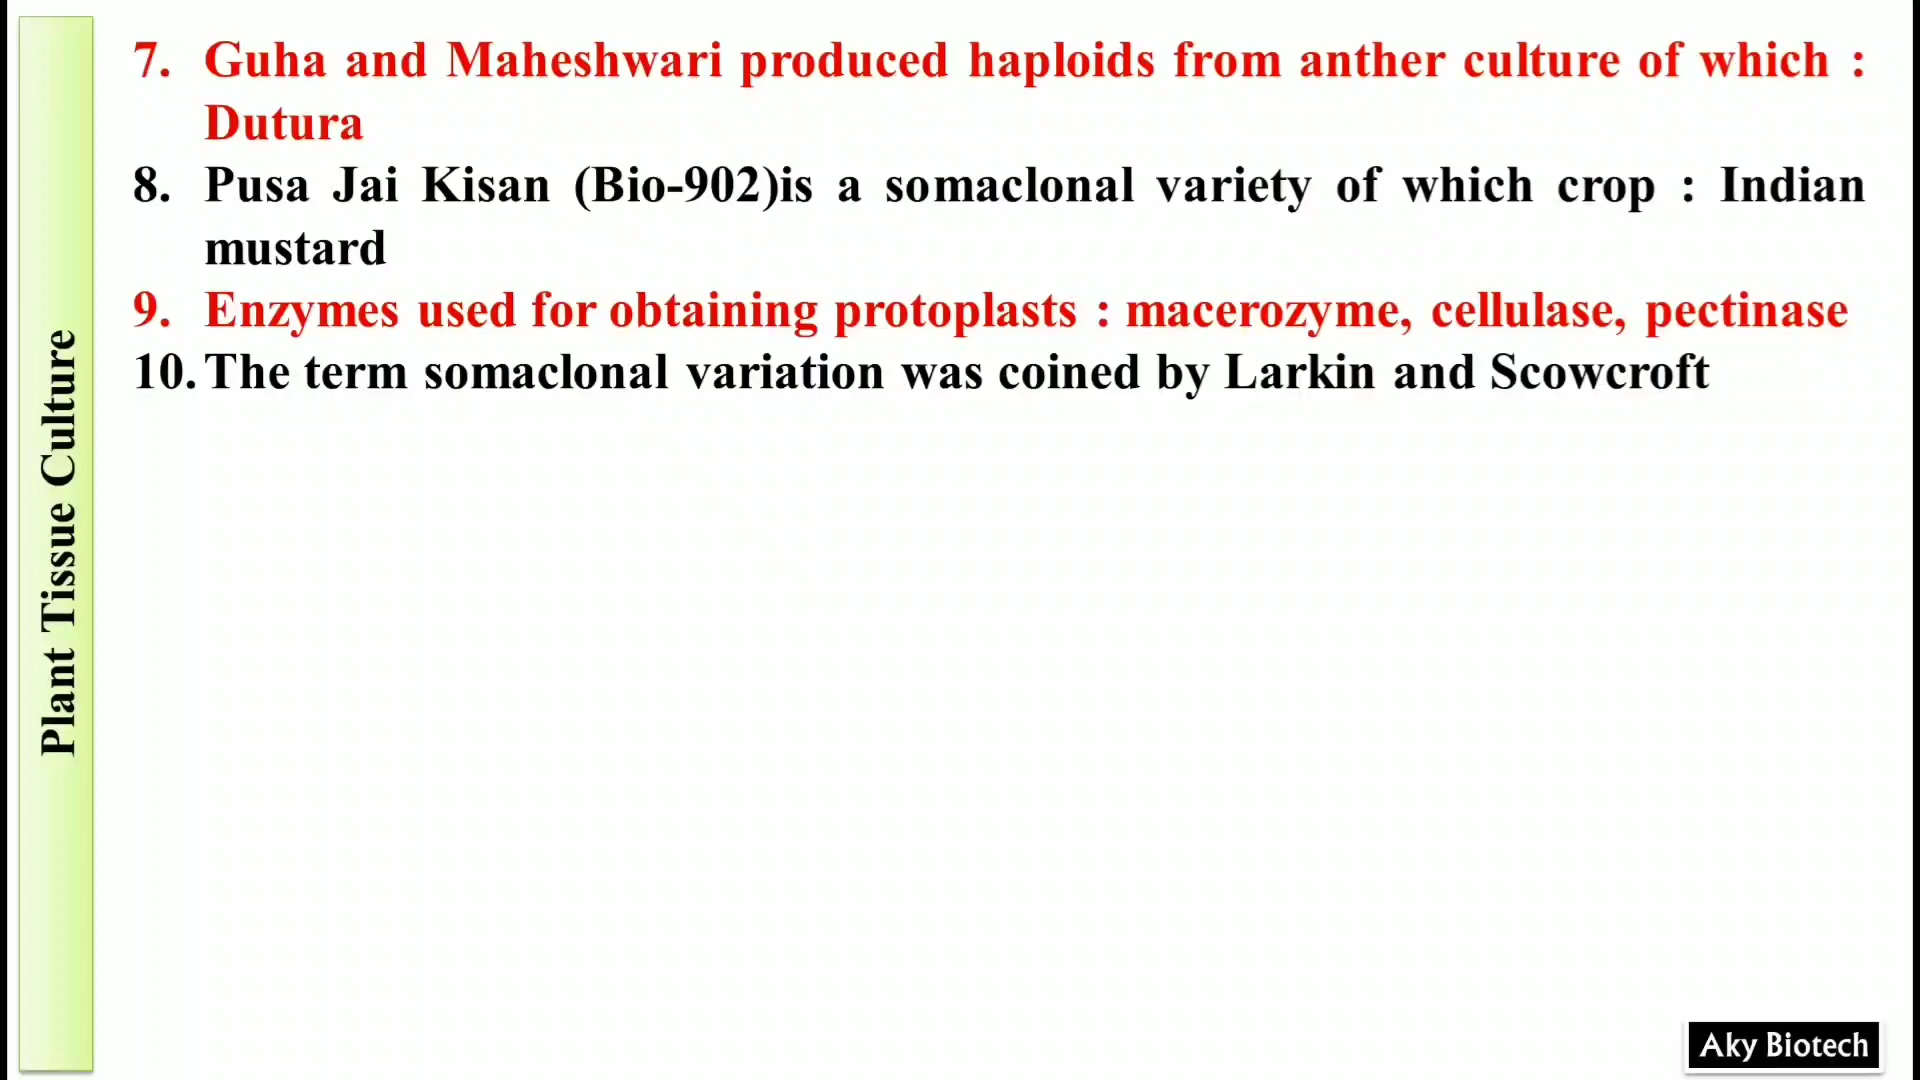 Plant Tissue Culture
7. Guha and Maheshwari produced haploids from anther culture of which :
Dutura
8. Pusa Jai Kisan (Bio-902)is a somaclonal variety of which crop : Indian
mustard
9. Enzymes used for obtaining protoplasts : macerozyme, cellulase, pectinase
10. The term somaclonal variation was coined by Larkin and Scowcroft
Aky Biotech